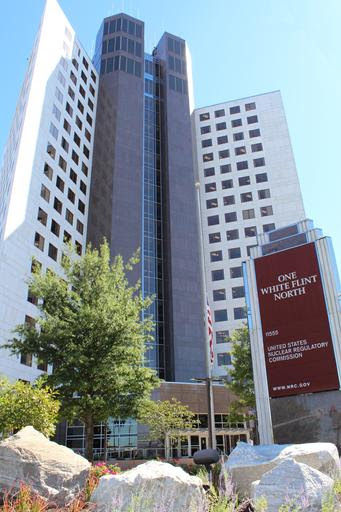 ONE
WHITE FLINT
NORTH
11555
UNITED STATES
NUCLEAR REGULATORY
COMMISSION
WWW.NRC.GOV